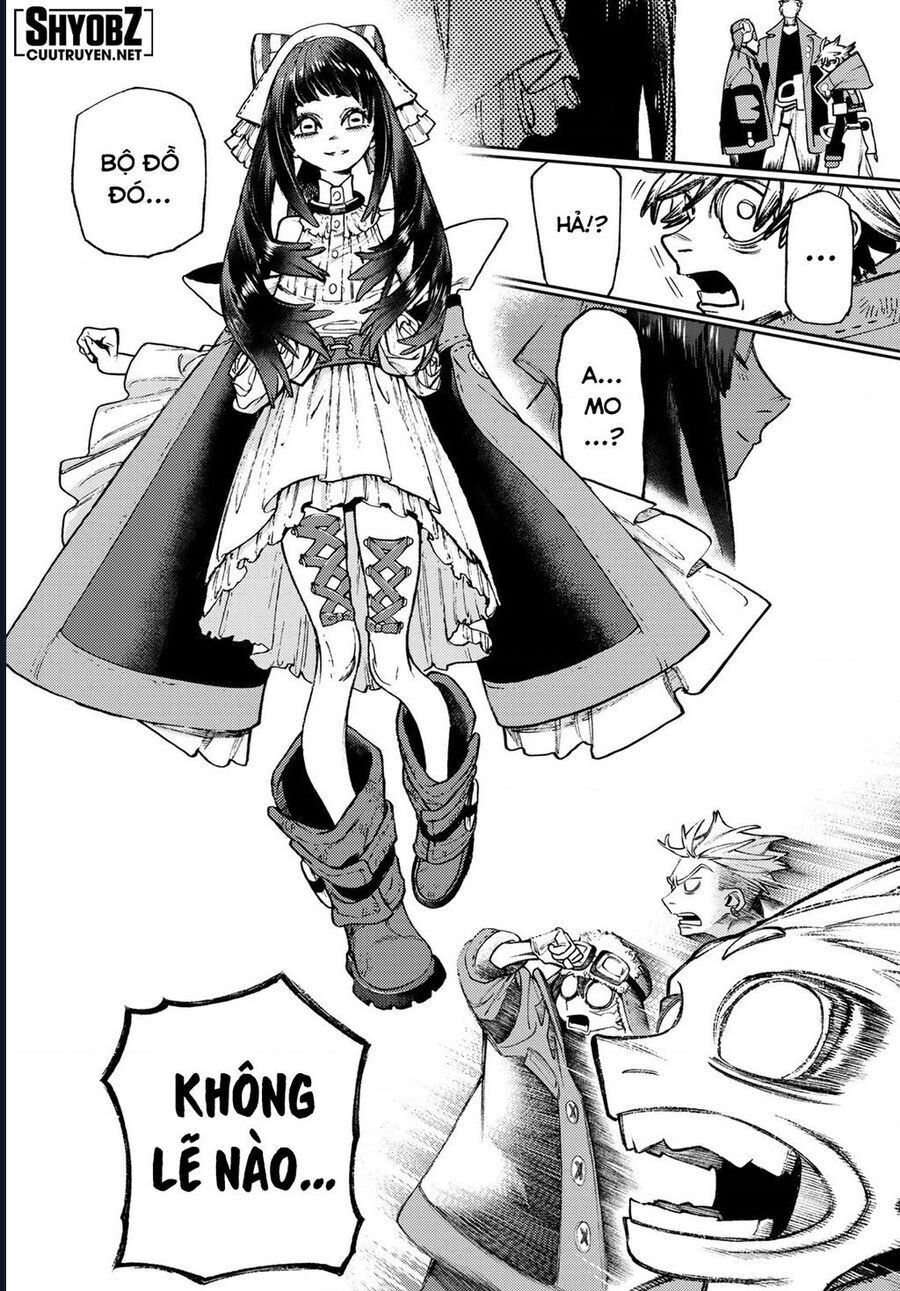 SHYOBZ
CUUTRUYEN.NET
...
HẢ!?
A...
MO
...?
BỘ ĐỒ
ĐÓ...
KHÔNG
LẼ NÀO...